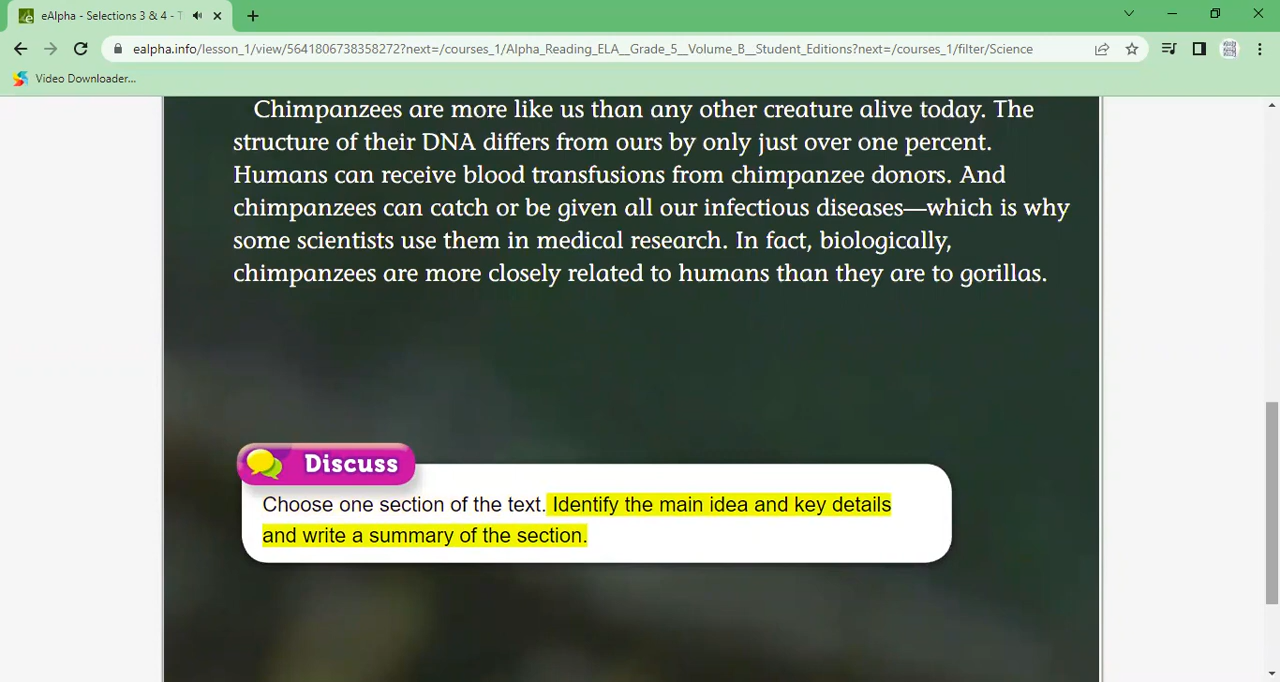 eAlpha - Selections 3 & 4 - T
ealpha.info/lesson_1/view/5641806738358272?next=/courses_1/Alpha_Reading_ELA__Grade_5__Volume_B__Student_Editions?next=/courses_1/filter/Science
Video Downloader...
Chimpanzees are more like us than any other creature alive today. The
structure of their DNA differs from ours by only just over one percent.
Humans can receive blood transfusions from chimpanzee donors. And
chimpanzees can catch or be given all our infectious diseases—which is why
some scientists use them in medical research. In fact, biologically,
chimpanzees are more closely related to humans than they are to gorillas.
Discuss
Choose one section of the text. Identify the main idea and key details
and write a summary of the section.